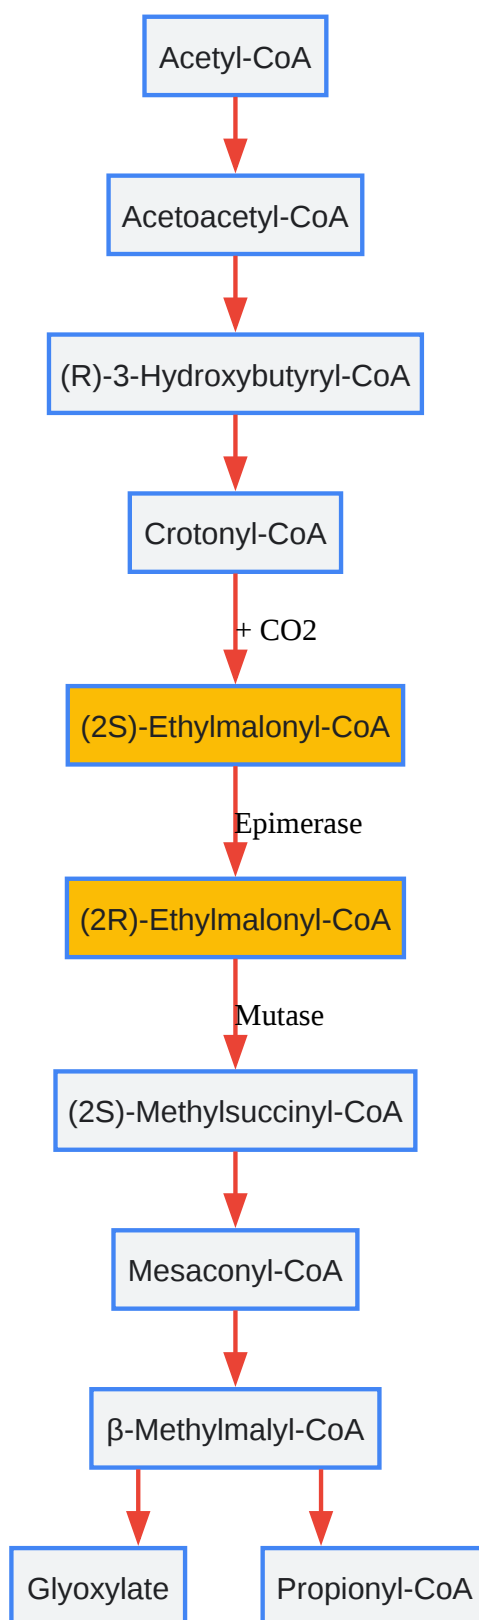 Acetyl-CoA
Acetoacetyl-CoA
(R)-3-Hydroxybutyryl-CoA
Crotonyl-CoA
+ CO2
(2S)-Ethylmalonyl-CoA
Epimerase
(2R)-Ethylmalonyl-CoA
Mutase
(2S)-Methylsuccinyl-CoA
Mesaconyl-CoA
β-Methylmalyl-CoA
Glyoxylate
Propionyl-CoA